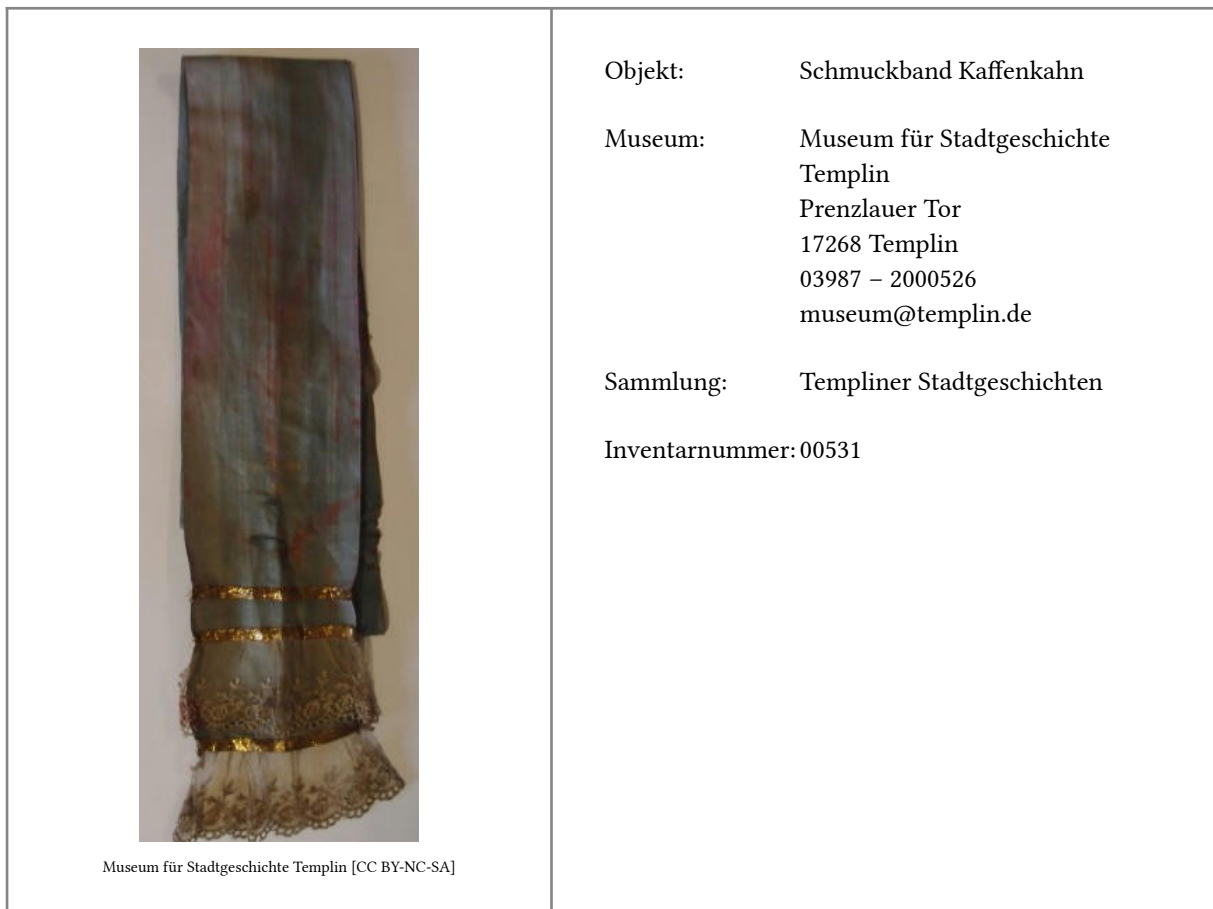 Objekt: Schmuckband Kaffenkahn
Museum: Museum für Stadtgeschichte
Templin
Prenzlauer Tor
17268 Templin
03987 – 2000526
museum@templin.de
Sammlung: Templiner Stadtgeschichten
Inventarnummer: 00531
Museum für Stadtgeschichte Templin [CC BY-NC-SA]